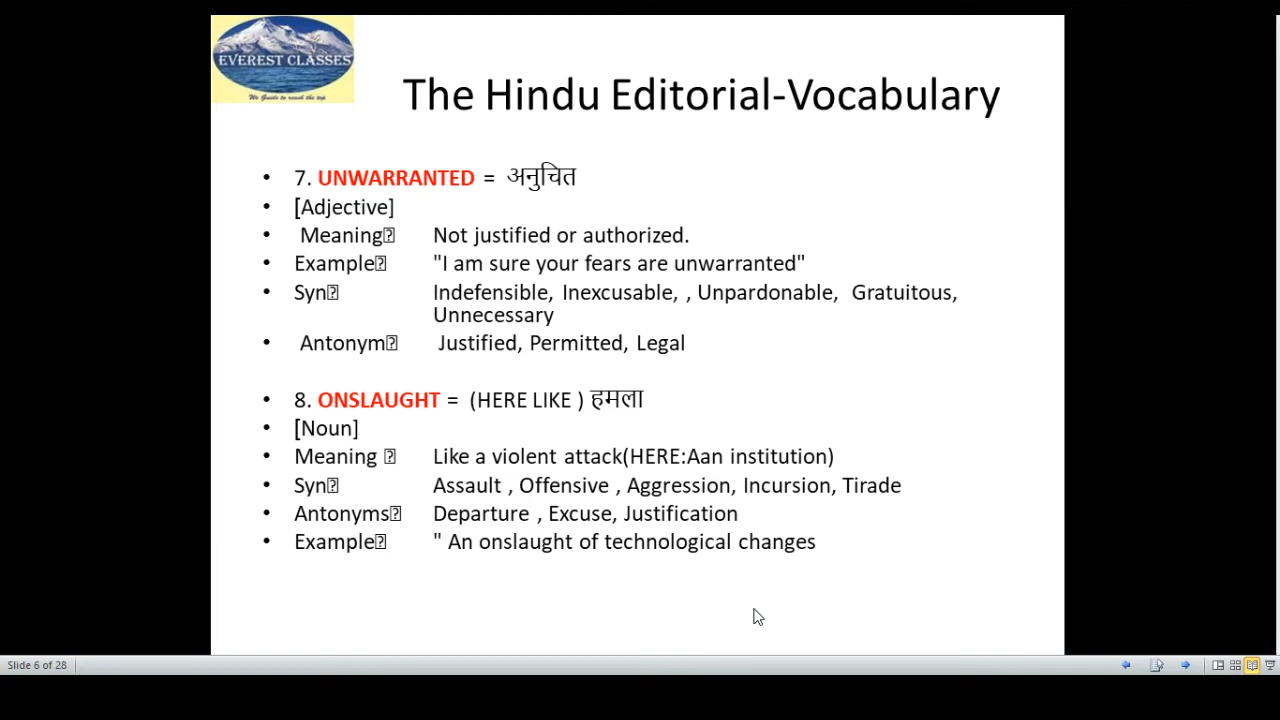 EVEREST CLASSES
We Guide to reach the top
The Hindu Editorial-Vocabulary
• 7. UNWARRANTED = अनुचित
• [Adjective]
• Meaning Not justified or authorized.
• Example "I am sure your fears are unwarranted"
• Syn Indefensible, Inexcusable, , Unpardonable, Gratuitous,
Unnecessary
• Antonym Justified, Permitted, Legal
• 8. ONSLAUGHT = (HERE LIKE ) हमला
• [Noun]
• Meaning Like a violent attack(HERE:Aan institution)
• Syn Assault , Offensive , Aggression, Incursion, Tirade
• Antonyms Departure , Excuse, Justification
• Example " An onslaught of technological changes
Slide 6 of 28